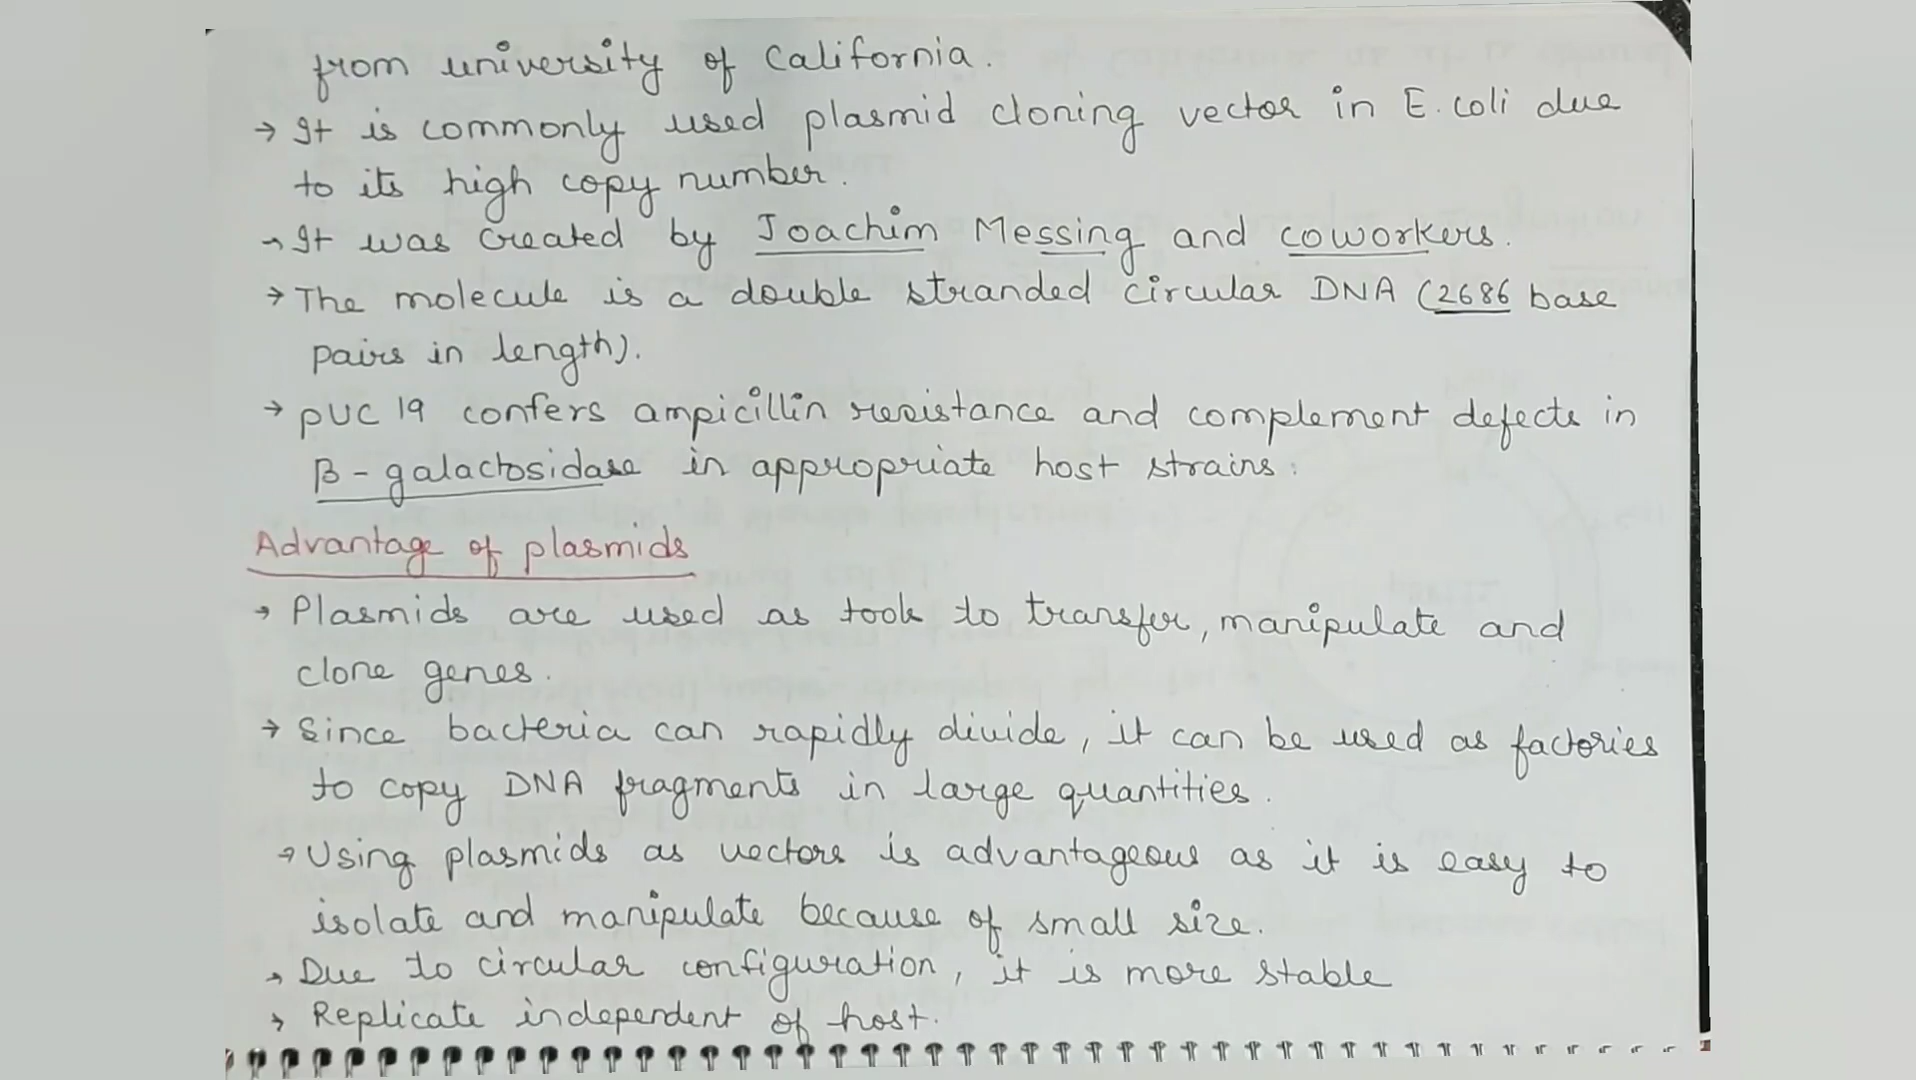 from university of California.
→ It is commonly used plasmid cloning vector in E. coli due
to its high copy number.
→ It was created by Joachim Messing and coworkers.
→ The molecule is a double stranded circular DNA (2686 base
pairs in length).
→ pUC 19 confers ampicillin resistance and complement defects in
β-galactosidase in appropriate host strains.
Advantage of plasmids
→ Plasmids are used as tools to transfer, manipulate and
clone genes.
→ Since bacteria can rapidly divide, it can be used as factories
to copy DNA fragments in large quantities.
→ Using plasmids as vectors is advantageous as it is easy to
isolate and manipulate because of small size.
→ Due to circular configuration, it is more stable
→ Replicate independent of host.